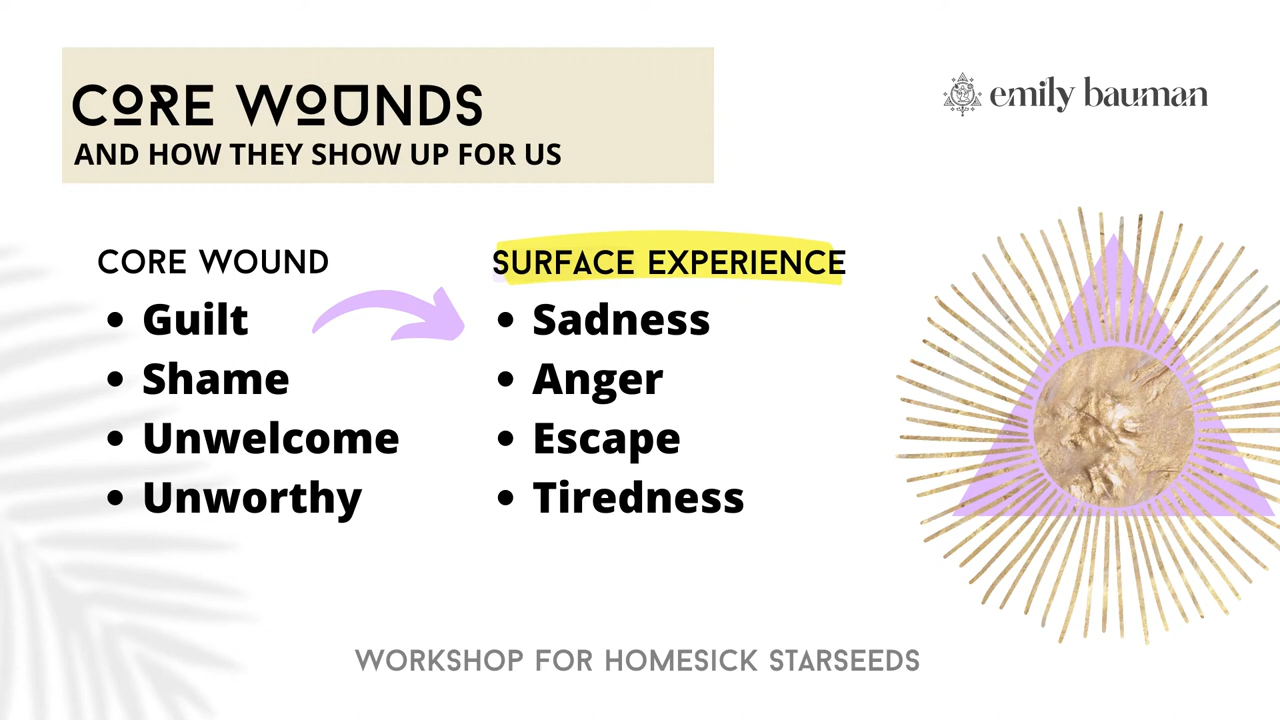 CORE WOUNDS
AND HOW THEY SHOW UP FOR US
emily bauman
CORE WOUND
• Guilt
• Shame
• Unwelcome
• Unworthy
SURFACE EXPERIENCE
• Sadness
• Anger
• Escape
• Tiredness
WORKSHOP FOR HOMESICK STARSEEDS